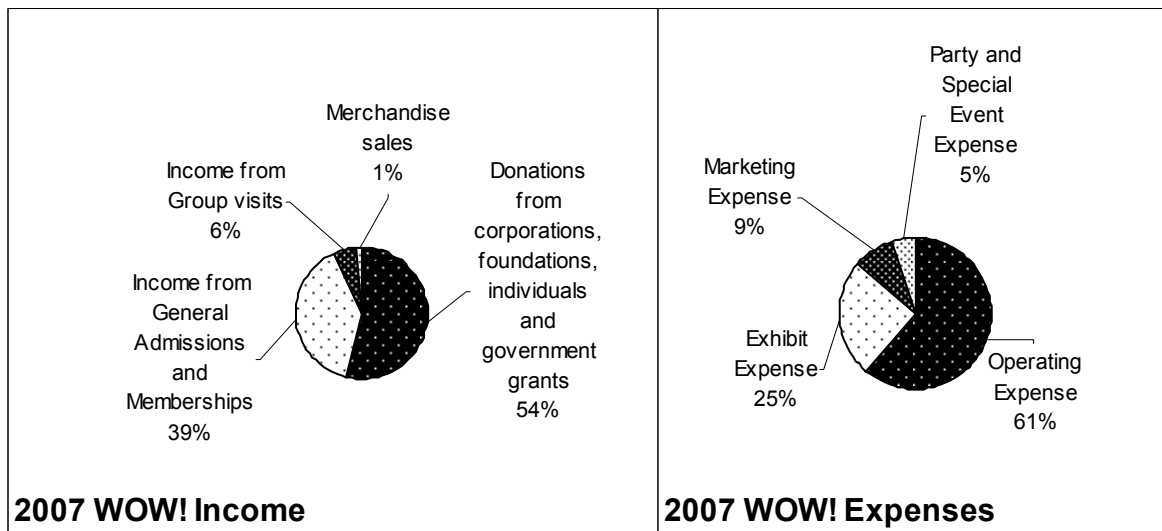 Merchandise
sales
1%
Income from
Group visits
6%
Donations
from
corporations,
foundations,
individuals
and
government
grants
54%
Income from
General
Admissions
and
Memberships
39%
2007 WOW! Income
Party and
Special
Event
Expense
5%
Marketing
Expense
9%
Exhibit
Expense
25%
Operating
Expense
61%
2007 WOW! Expenses